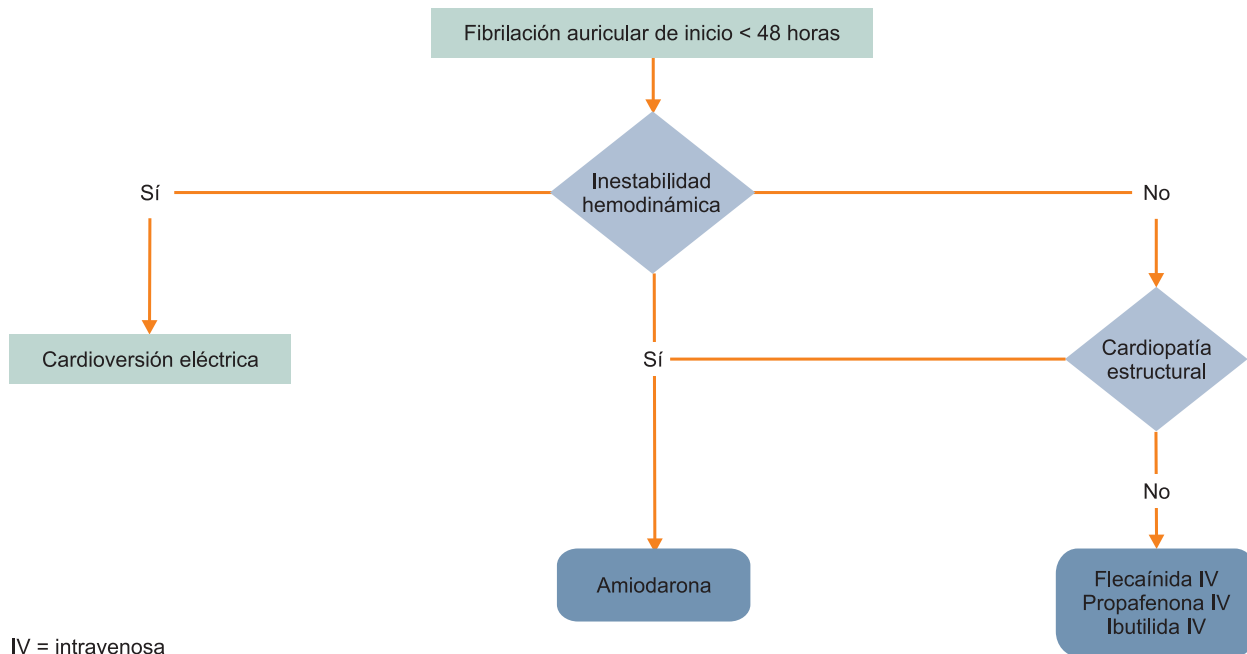 Fibrilación auricular de inicio < 48 horas
Inestabilidad
hemodinámica
Sí
No
Cardioversión eléctrica
Sí
Cardiopatía
estructural
No
Amiodarona
Flecaínida IV
Propafenona IV
Ibutilida IV
IV = intravenosa